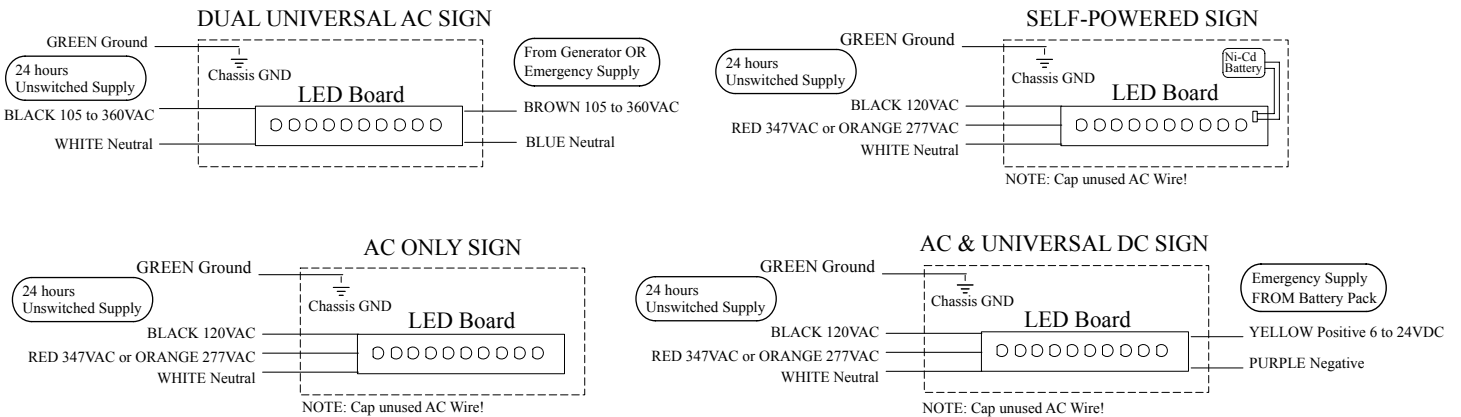 DUAL UNIVERSAL AC SIGN
GREEN Ground
24 hours
Unswitched Supply
Chassis GND
From Generator OR
Emergency Supply
LED Board
BLACK 105 to 360VAC
BROWN 105 to 360VAC
WHITE Neutral
BLUE Neutral
SELF-POWERED SIGN
GREEN Ground
24 hours
Unswitched Supply
Chassis GND
Ni-Cd
Battery
LED Board
BLACK 120VAC
RED 347VAC or ORANGE 277VAC
WHITE Neutral
NOTE: Cap unused AC Wire!
AC ONLY SIGN
GREEN Ground
24 hours
Unswitched Supply
Chassis GND
LED Board
BLACK 120VAC
RED 347VAC or ORANGE 277VAC
WHITE Neutral
NOTE: Cap unused AC Wire!
AC & UNIVERSAL DC SIGN
GREEN Ground
24 hours
Unswitched Supply
Chassis GND
Emergency Supply
FROM Battery Pack
LED Board
BLACK 120VAC
YELLOW Positive 6 to 24VDC
RED 347VAC or ORANGE 277VAC
PURPLE Negative
WHITE Neutral
NOTE: Cap unused AC Wire!